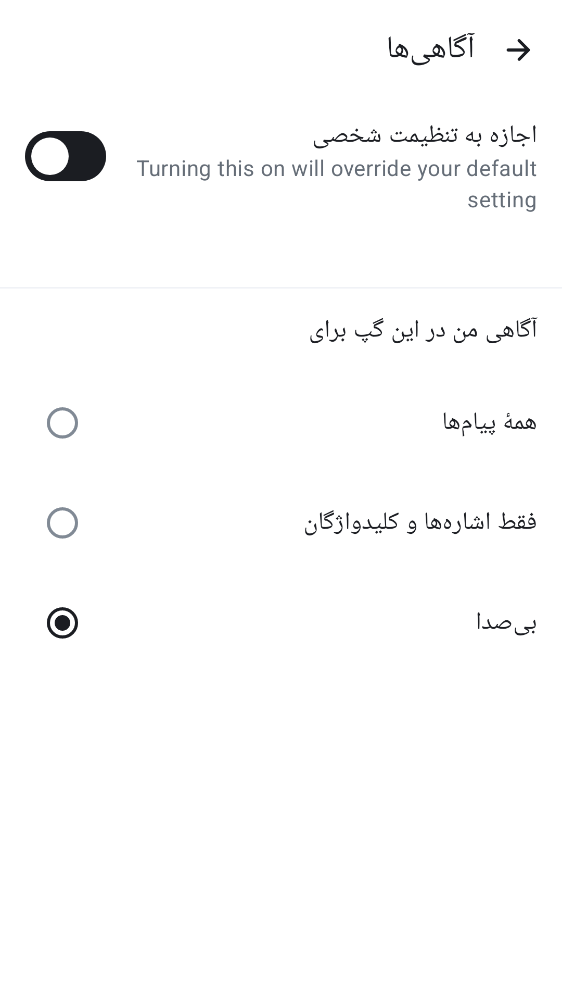 آگاهی‌ها
اجازه به تنظیمت شخصی
Turning this on will override your default
setting
آگاهی من در این گپ برای
همهٔ پیام‌ها
فقط اشاره‌ها و کلیدواژگان
بی‌صدا